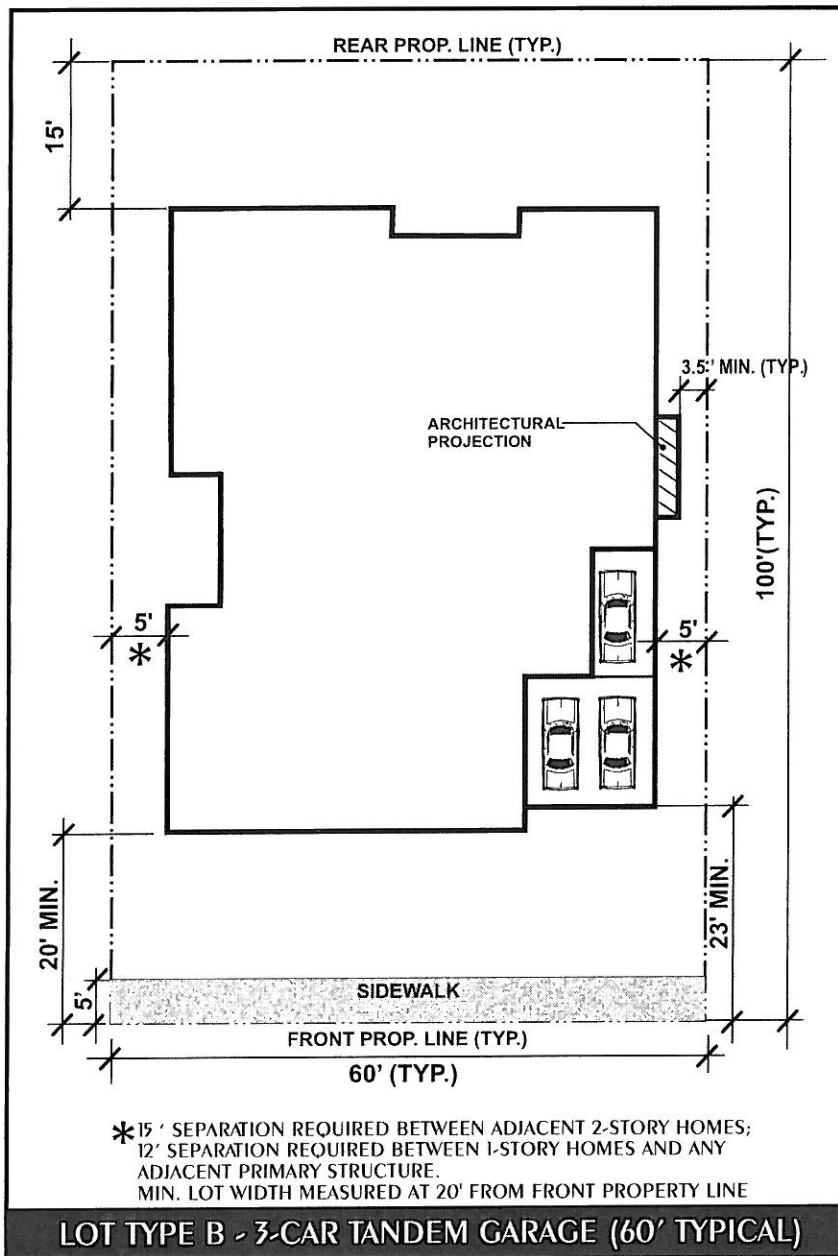 REAR PROP. LINE (TYP.)
15'
3.5' MIN. (TYP.)
ARCHITECTURAL
PROJECTION
100'(TYP.)
5'
*
5'
*
20' MIN.
23' MIN.
5'
SIDEWALK
FRONT PROP. LINE (TYP.)
60' (TYP.)
*15 ' SEPARATION REQUIRED BETWEEN ADJACENT 2-STORY HOMES;
12' SEPARATION REQUIRED BETWEEN 1-STORY HOMES AND ANY
ADJACENT PRIMARY STRUCTURE.
MIN. LOT WIDTH MEASURED AT 20' FROM FRONT PROPERTY LINE
LOT TYPE B - 3-CAR TANDEM GARAGE (60' TYPICAL)